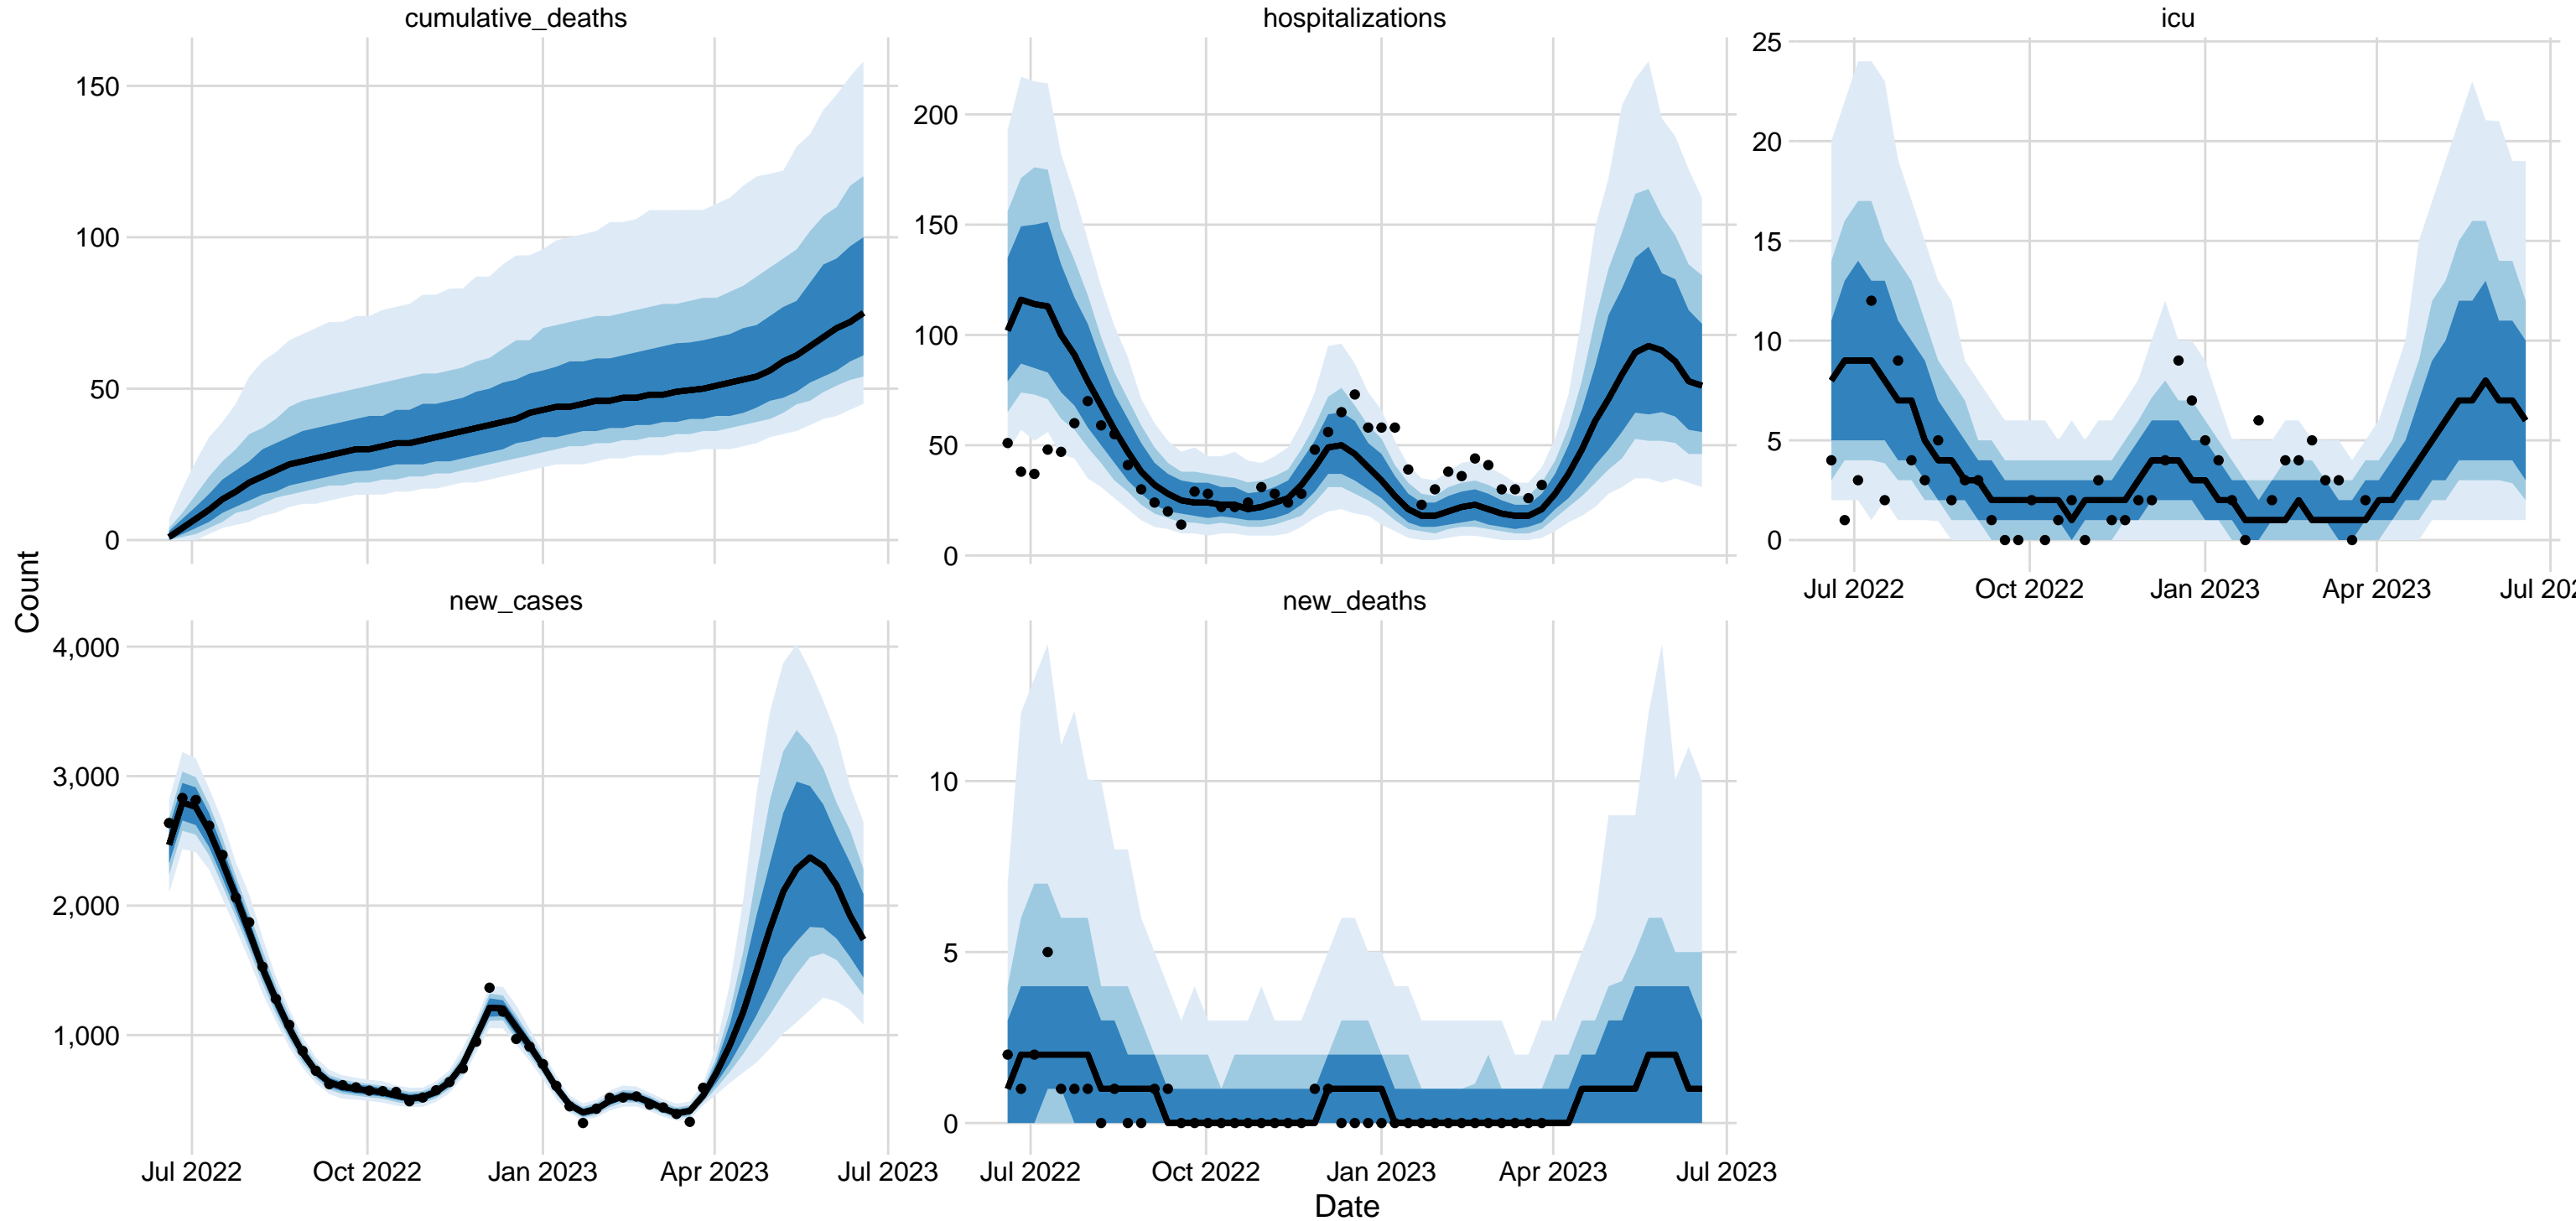 cumulative_deaths
hospitalizations
icu
150
100
50
0
200
150
100
50
0
25
20
15
10
5
0
Jul 2022
Oct 2022
Jan 2023
Apr 2023
Jul 202
Count
new_cases
new_deaths
4,000
3,000
2,000
1,000
10
5
0
Jul 2022
Oct 2022
Jan 2023
Apr 2023
Jul 2023
Jul 2022
Oct 2022
Jan 2023
Apr 2023
Jul 2023
Date